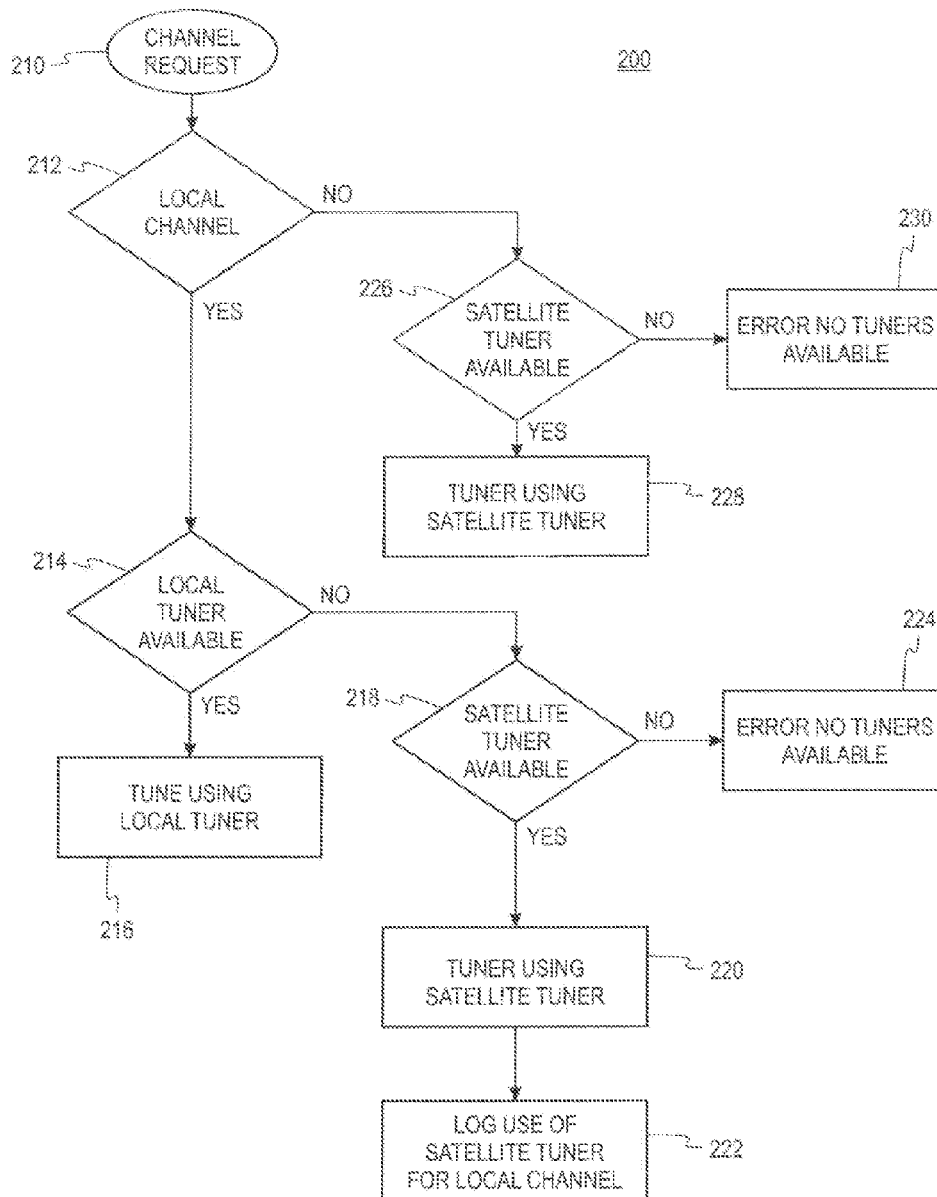 CHANNEL
REQUEST
210
200
212
LOCAL
CHANNEL
NO
YES
226
SATELLITE
TUNER
AVAILABLE
NO
YES
230
ERROR NO TUNERS
AVAILABLE
TUNER USING
SATELLITE TUNER
228
214
LOCAL
TUNER
AVAILABLE
NO
YES
TUNE USING
LOCAL TUNER
216
218
SATELLITE
TUNER
AVAILABLE
NO
YES
224
ERROR NO TUNERS
AVAILABLE
TUNER USING
SATELLITE TUNER
220
LOG USE OF
SATELLITE TUNER
FOR LOCAL CHANNEL
222